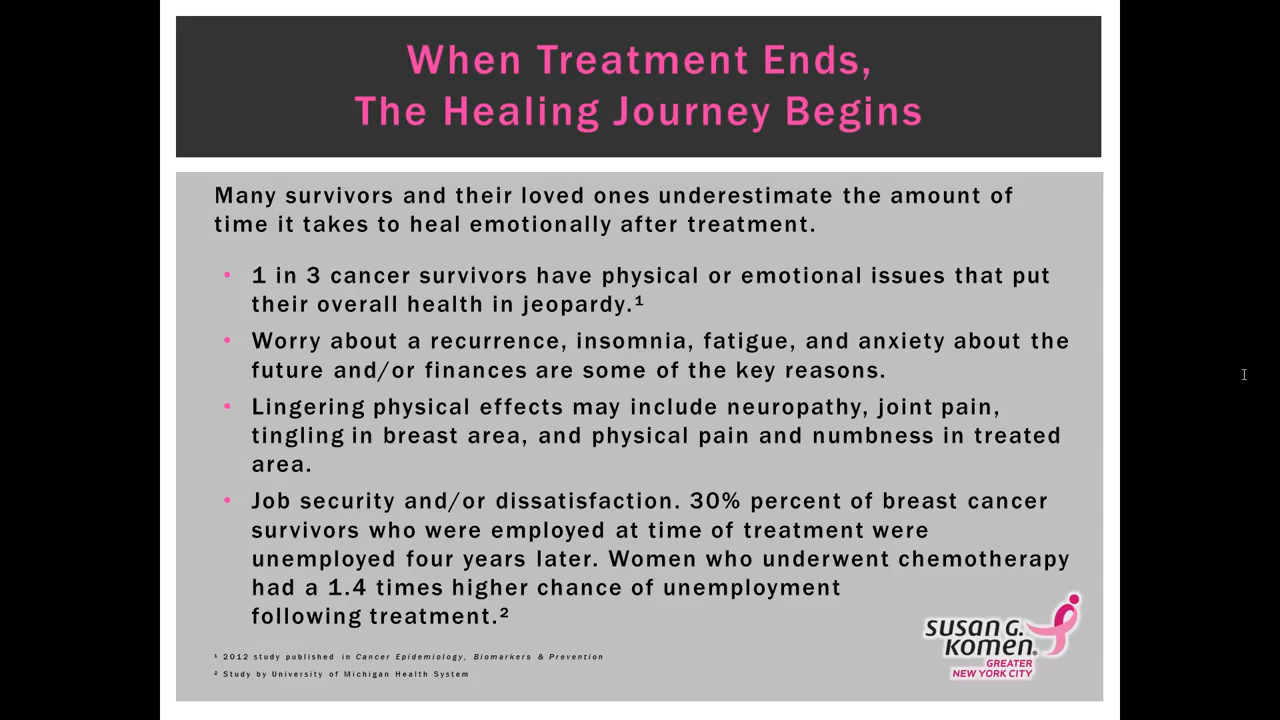 When Treatment Ends,
The Healing Journey Begins
Many survivors and their loved ones underestimate the amount of
time it takes to heal emotionally after treatment.
• 1 in 3 cancer survivors have physical or emotional issues that put
their overall health in jeopardy.¹
• Worry about a recurrence, insomnia, fatigue, and anxiety about the
future and/or finances are some of the key reasons.
• Lingering physical effects may include neuropathy, joint pain,
tingling in breast area, and physical pain and numbness in treated
area.
• Job security and/or dissatisfaction. 30% percent of breast cancer
survivors who were employed at time of treatment were
unemployed four years later. Women who underwent chemotherapy
had a 1.4 times higher chance of unemployment
following treatment.²
¹ 2012 study published in Cancer Epidemiology, Biomarkers & Prevention
² Study by University of Michigan Health System
susan G.
komen®
GREATER
NEW YORK CITY